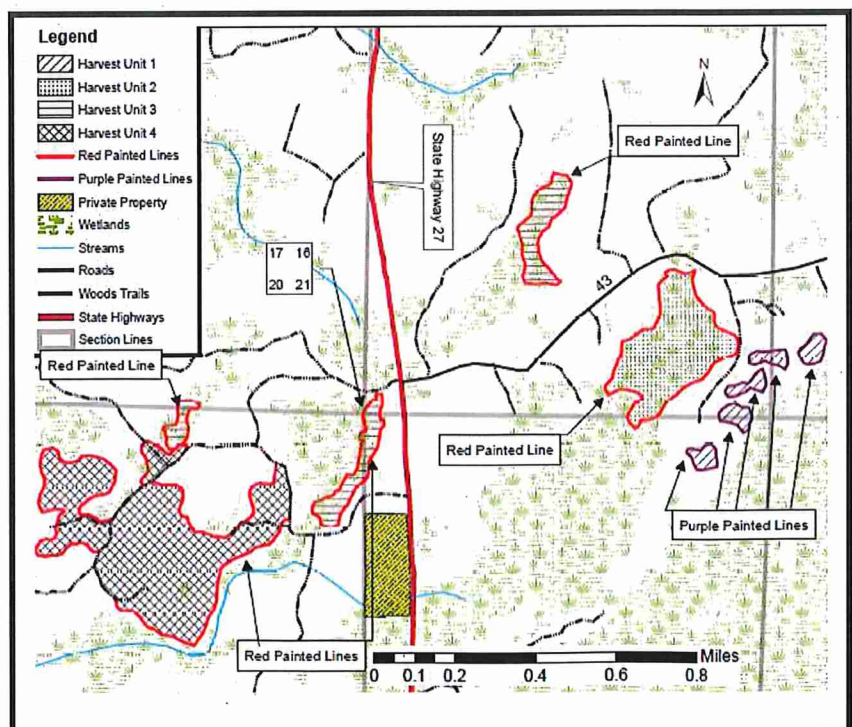 Legend
Harvest Unit 1
Harvest Unit 2
Harvest Unit 3
Harvest Unit 4
Red Painted Lines
Purple Painted Lines
Private Property
Wetlands
Streams
Roads
Woods Trails
State Highways
Section Lines
N
Red Painted Line
State Highway 27
17 16
20 21
43
Red Painted Line
Red Painted Line
Purple Painted Lines
Red Painted Lines
Miles
0 0.1 0.2 0.4 0.6 0.8